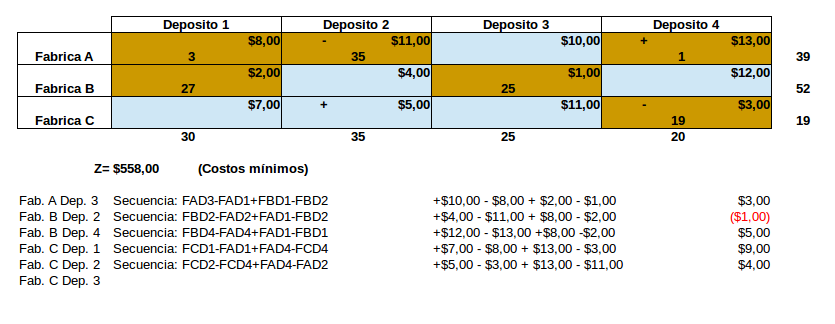 Deposito 1 Deposito 2 Deposito 3 Deposito 4
$8,00 - $11,00 $10,00 + $13,00
Fabrica A 3 35 1 39
$2,00 $4,00 $1,00 $12,00
Fabrica B 27 25 52
$7,00 + $5,00 $11,00 - $3,00
Fabrica C 19 19
30 35 25 20
Z= $558,00 (Costos mínimos)
Fab. A Dep. 3 Secuencia: FAD3-FAD1+FBD1-FBD2 +$10,00 - $8,00 + $2,00 - $1,00 $3,00
Fab. B Dep. 2 Secuencia: FBD2-FAD2+FAD1-FBD2 +$4,00 - $11,00 + $8,00 - $2,00 ($1,00)
Fab. B Dep. 4 Secuencia: FBD4-FAD4+FAD1-FBD1 +$12,00 - $13,00 +$8,00 -$2,00 $5,00
Fab. C Dep. 1 Secuencia: FCD1-FAD1+FAD4-FCD4 +$7,00 - $8,00 + $13,00 - $3,00 $9,00
Fab. C Dep. 2 Secuencia: FCD2-FCD4+FAD4-FAD2 +$5,00 - $3,00 + $13,00 - $11,00 $4,00
Fab. C Dep. 3